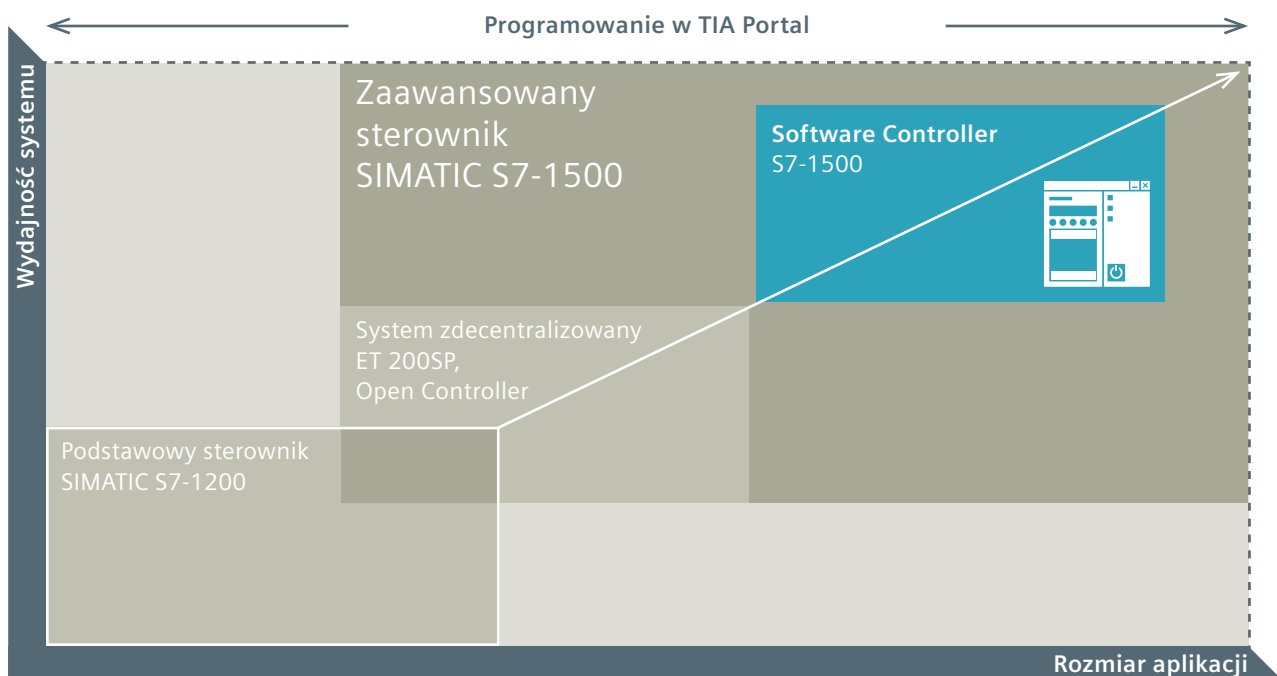 Programowanie w TIA Portal
Wydajność systemu
Zaawansowany
sterownik
SIMATIC S7-1500
Software Controller
S7-1500
System zdecentralizowany
ET 200SP,
Open Controller
Podstawowy sterownik
SIMATIC S7-1200
Rozmiar aplikacji